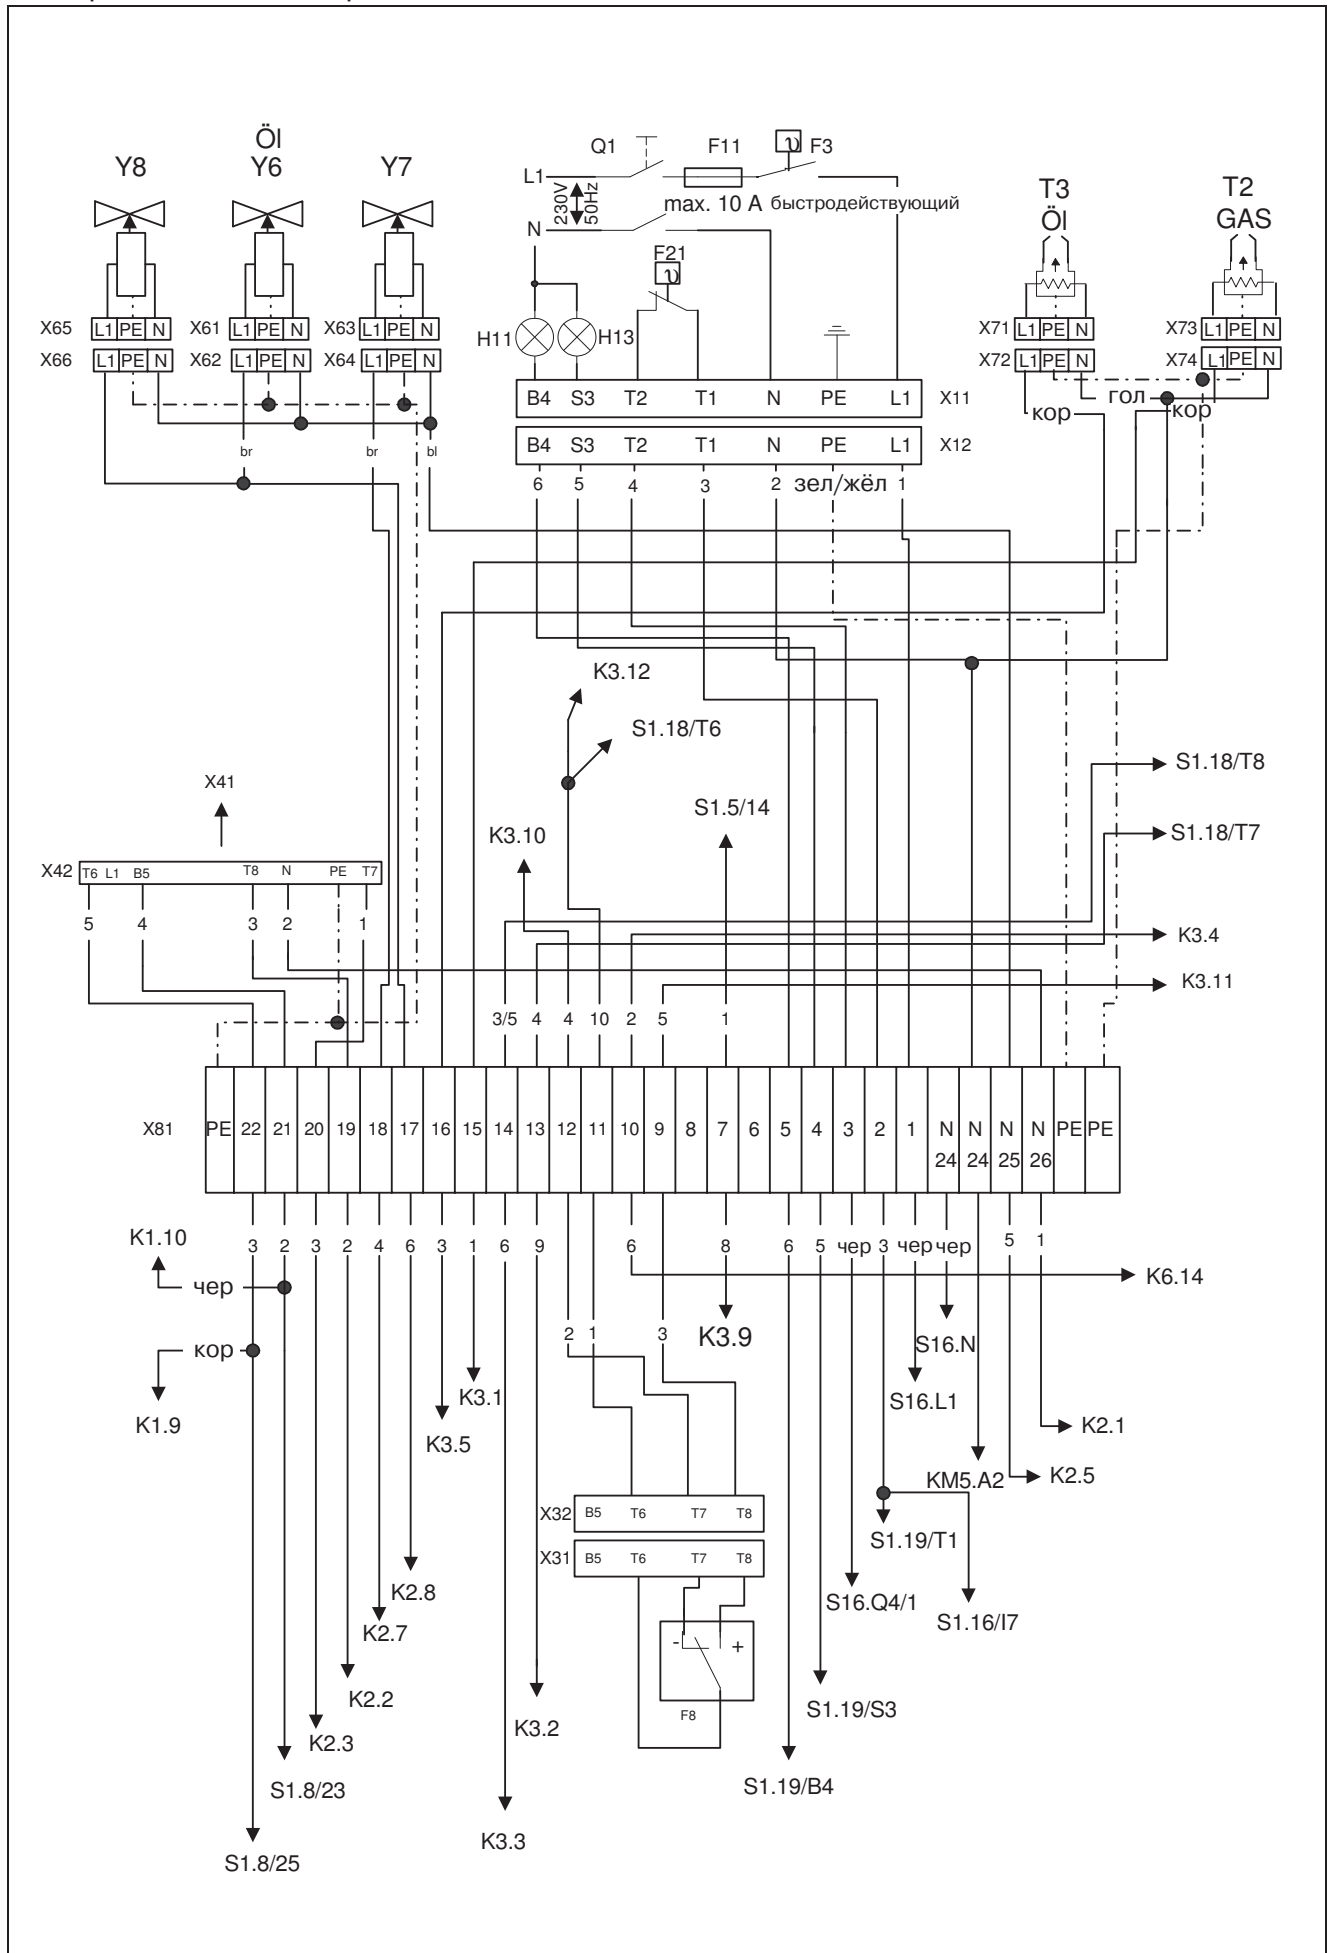 Öl
Y8 Y6 Y7
Q1 F11 F3
L1
230V
50Hz
max. 10 A быстродействующий
N
F21
T3
Öl
T2
GAS
H11 H13
X65 L1 PE N X61 L1 PE N X63 L1 PE N
X66 L1 PE N X62 L1 PE N X64 L1 PE N
X71 L1 PE N X73 L1 PE N
X72 L1 PE N X74 L1 PE N
B4 S3 T2 T1 N PE L1 X11
гол
кор кор
B4 S3 T2 T1 N PE L1 X12
br br bl
6 5 4 3 2 зел/жёл 1
K3.12
S1.18/T6
S1.18/T8
X41
S1.5/14
K3.10
S1.18/T7
X42 T6 L1 B5 T8 N PE T7
5 4 3 2 1
K3.4
K3.11
3/5 4 4 10 2 5 1
X81 PE 22 21 20 19 18 17 16 15 14 13 12 11 10 9 8 7 6 5 4 3 2 1 N N N N PE PE
24 24 25 26
K1.10
3 2 3 2 4 6 3 1 6 9 6 8 6 5 чер 3 чер чер 5 1
чер
K6.14
2 1 3
K3.9
S16.N
кор
K3.1
S16.L1
K1.9
K2.1
K3.5
K2.5
KM5.A2
X32 B5 T6 T7 T8
S1.19/T1
X31 B5 T6 T7 T8
K2.8
S16.Q4/1
S1.16/I7
K2.7
- +
K2.2
F8
S1.19/S3
K3.2
K2.3
S1.19/B4
S1.8/23
K3.3
S1.8/25